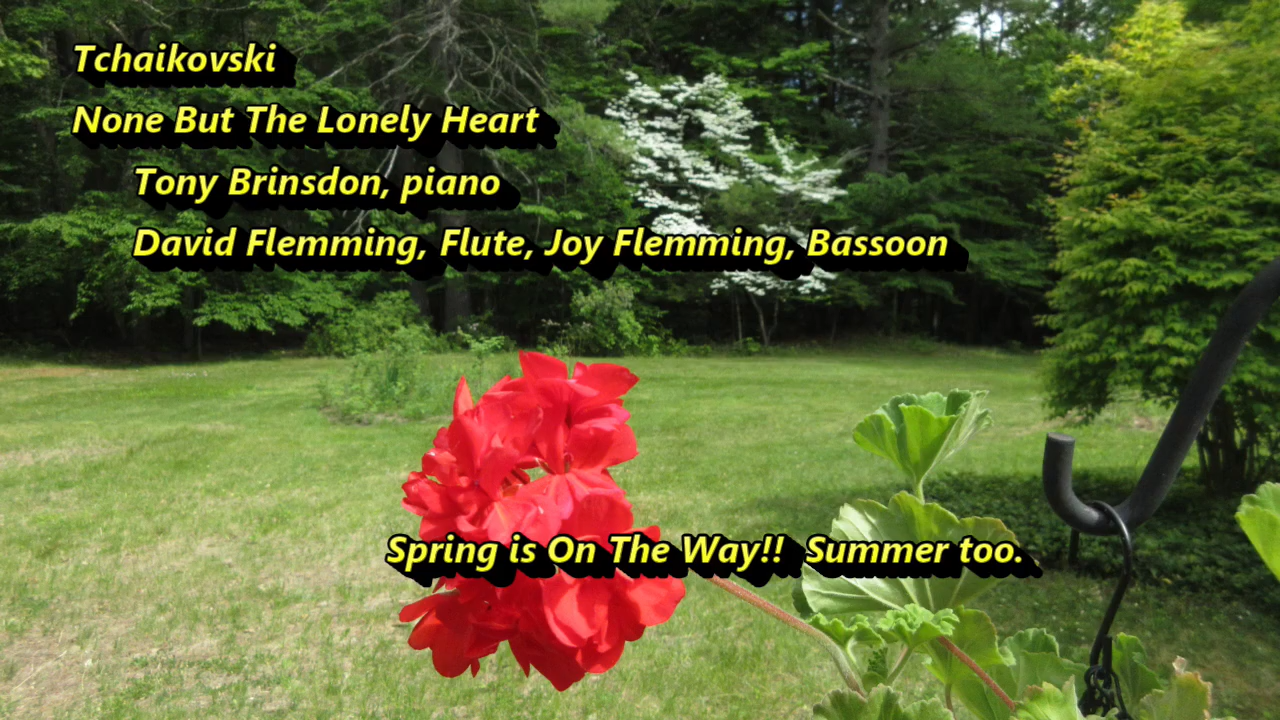 Tchaikovski
None But The Lonely Heart
Tony Brinsdon, piano
David Flemming, Flute, Joy Flemming, Bassoon
Spring is On The Way!!  Summer too.